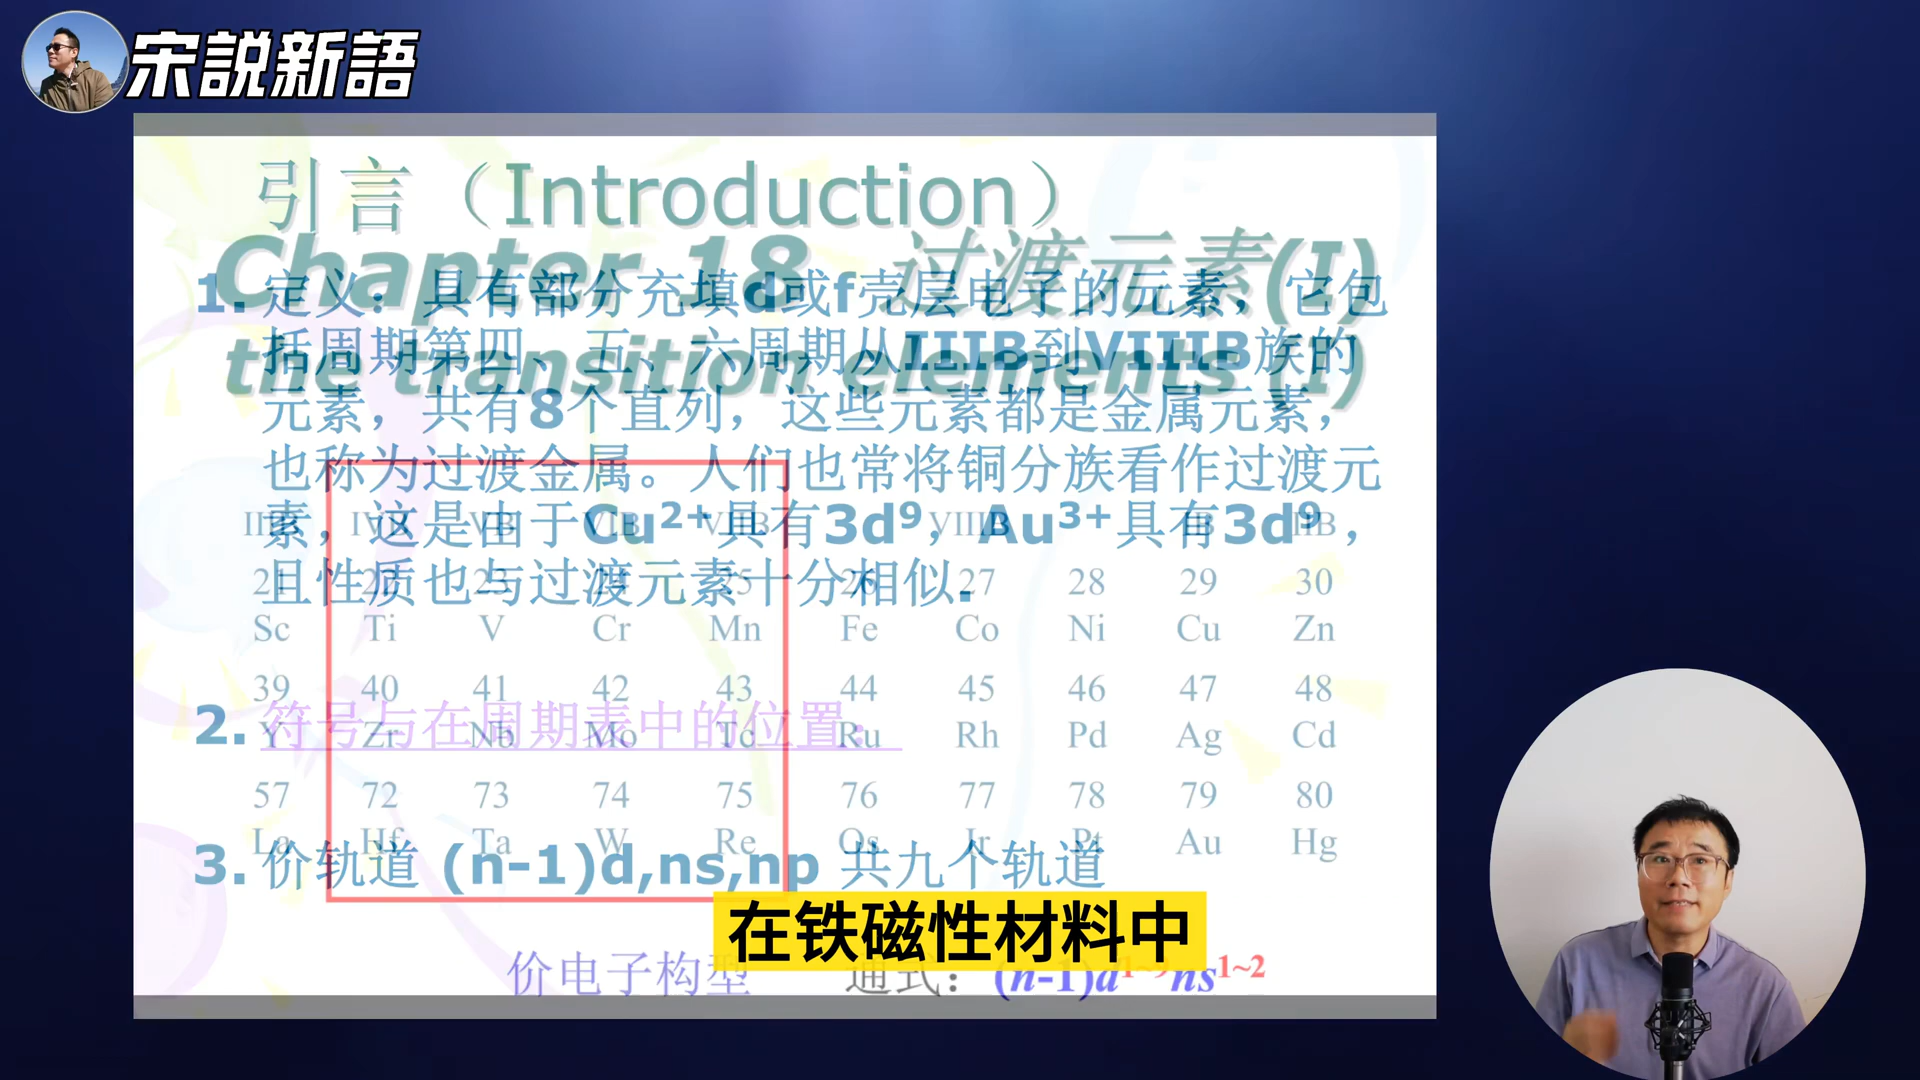 宋説新語
引言（Introduction）
Chapter 18 过渡元素(I)
the transition elements (I)
1. 定义：具有部分充填d或f壳层电子的元素，它包
括周期第四、五、六周期从IIIB到VIIIB族的
元素，共有8个直列，这些元素都是金属元素，
也称为过渡金属。人们也常将铜分族看作过渡元
素，这是由于Cu²⁺具有3d⁹，Au³⁺具有3d⁹，
且性质也与过渡元素十分相似.
IIIB IVB VB VIB VIIB VIIIB IB IIB
21 22 23 24 25 26 27 28 29 30
Sc Ti V Cr Mn Fe Co Ni Cu Zn
39 40 41 42 43 44 45 46 47 48
Y Zr Nb Mo Tc Ru Rh Pd Ag Cd
2. 符号与在周期表中的位置：
57 72 73 74 75 76 77 78 79 80
La Hf Ta W Re Os Ir Pt Au Hg
3. 价轨道 (n-1)d,ns,np 共九个轨道
在铁磁性材料中
价电子构型 通式： (n-1)d¹~⁹ns¹~²